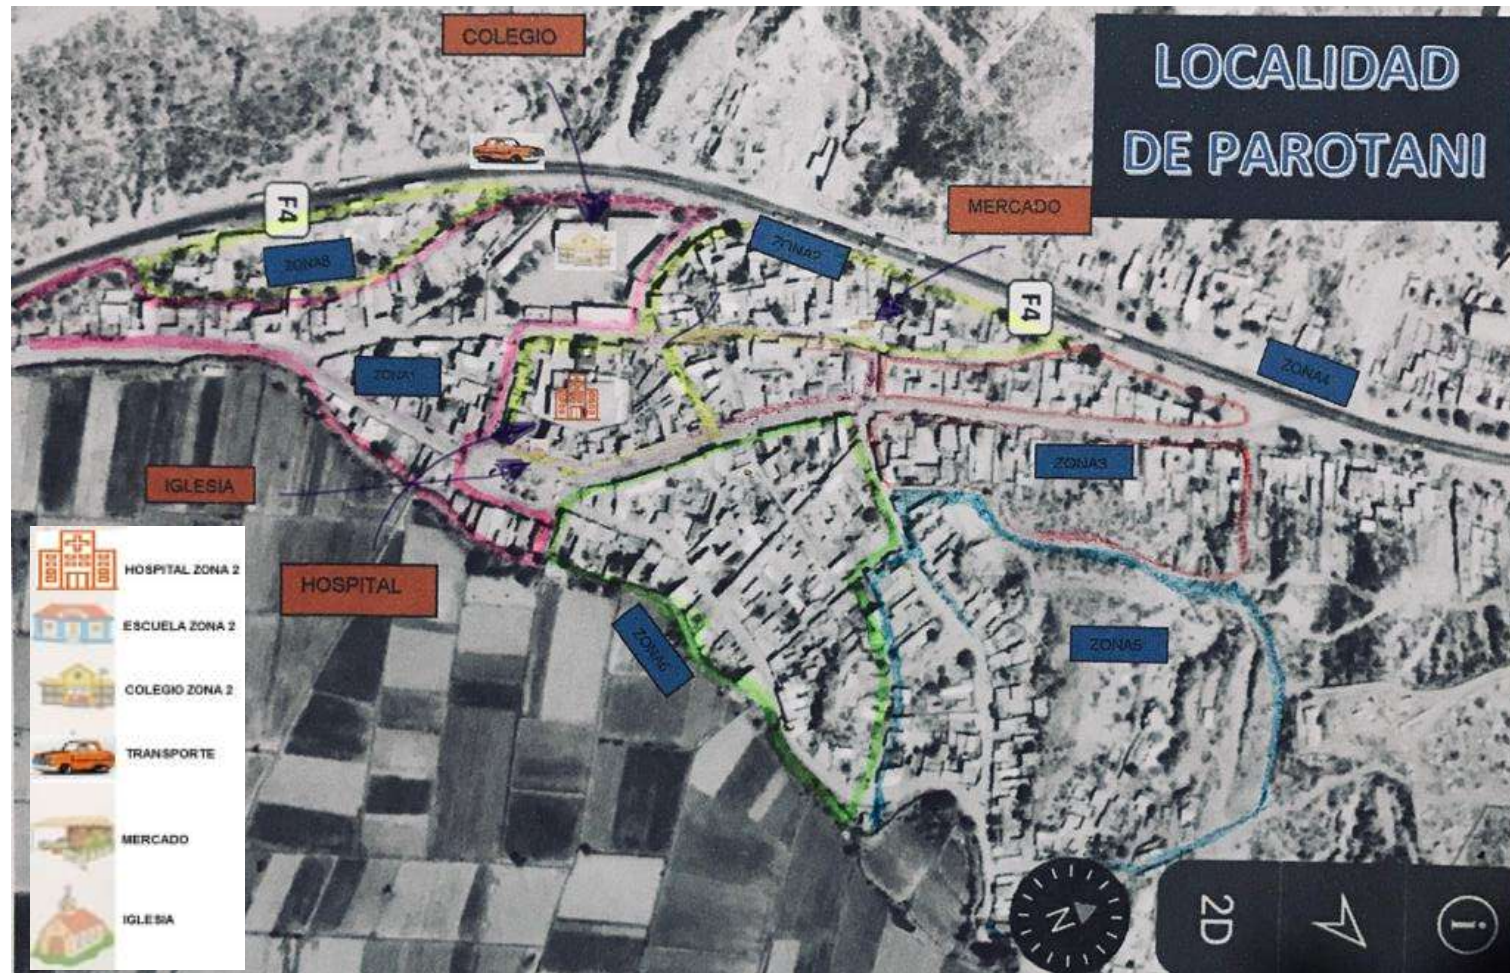 COLEGIO
LOCALIDAD
DE PAROTANI
MERCADO
F4
ZONA2
F4
ZONA4
ZONA1
ZONA3
IGLESIA
HOSPITAL
ZONA6
ZONA5
HOSPITAL ZONA 2
ESCUELA ZONA 2
COLEGIO ZONA 2
TRANSPORTE
MERCADO
IGLESIA
N
2D
i